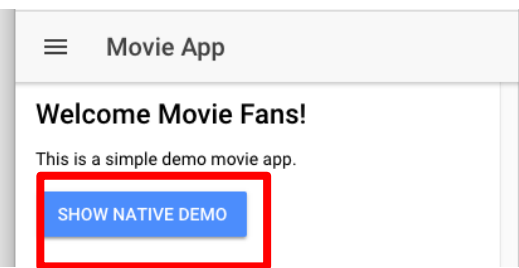 Movie App
Welcome Movie Fans!
This is a simple demo movie app.
SHOW NATIVE DEMO